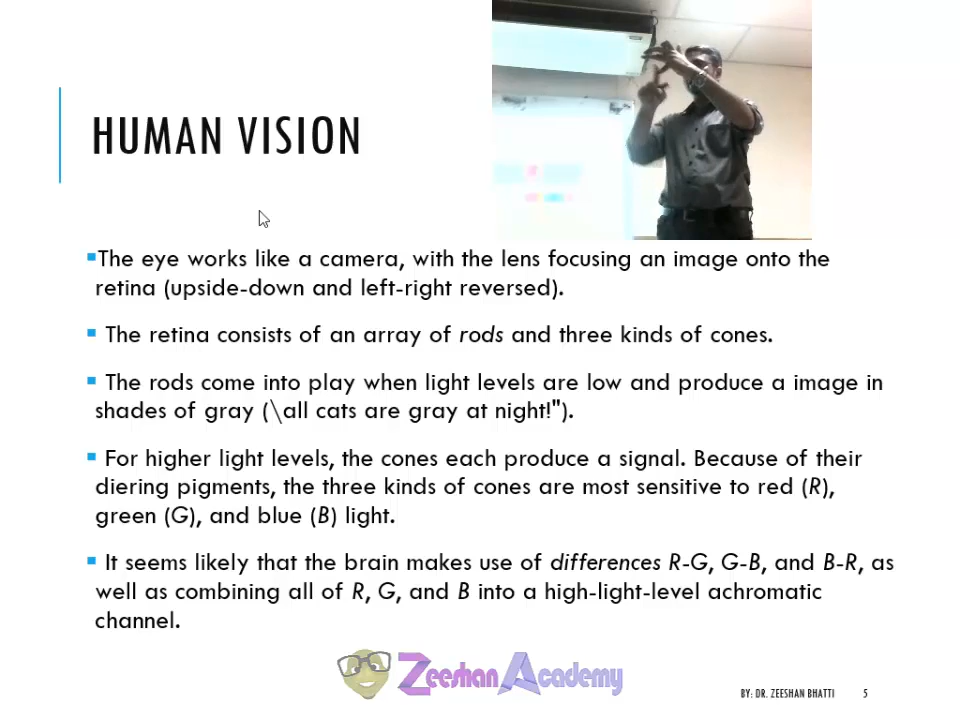 HUMAN VISION
▪The eye works like a camera, with the lens focusing an image onto the
retina (upside-down and left-right reversed).
▪ The retina consists of an array of rods and three kinds of cones.
▪ The rods come into play when light levels are low and produce a image in
shades of gray (\all cats are gray at night!").
▪ For higher light levels, the cones each produce a signal. Because of their
diering pigments, the three kinds of cones are most sensitive to red (R),
green (G), and blue (B) light.
▪ It seems likely that the brain makes use of differences R-G, G-B, and B-R, as
well as combining all of R, G, and B into a high-light-level achromatic
channel.
Zeeshan Academy
BY: DR. ZEESHAN BHATTI 5